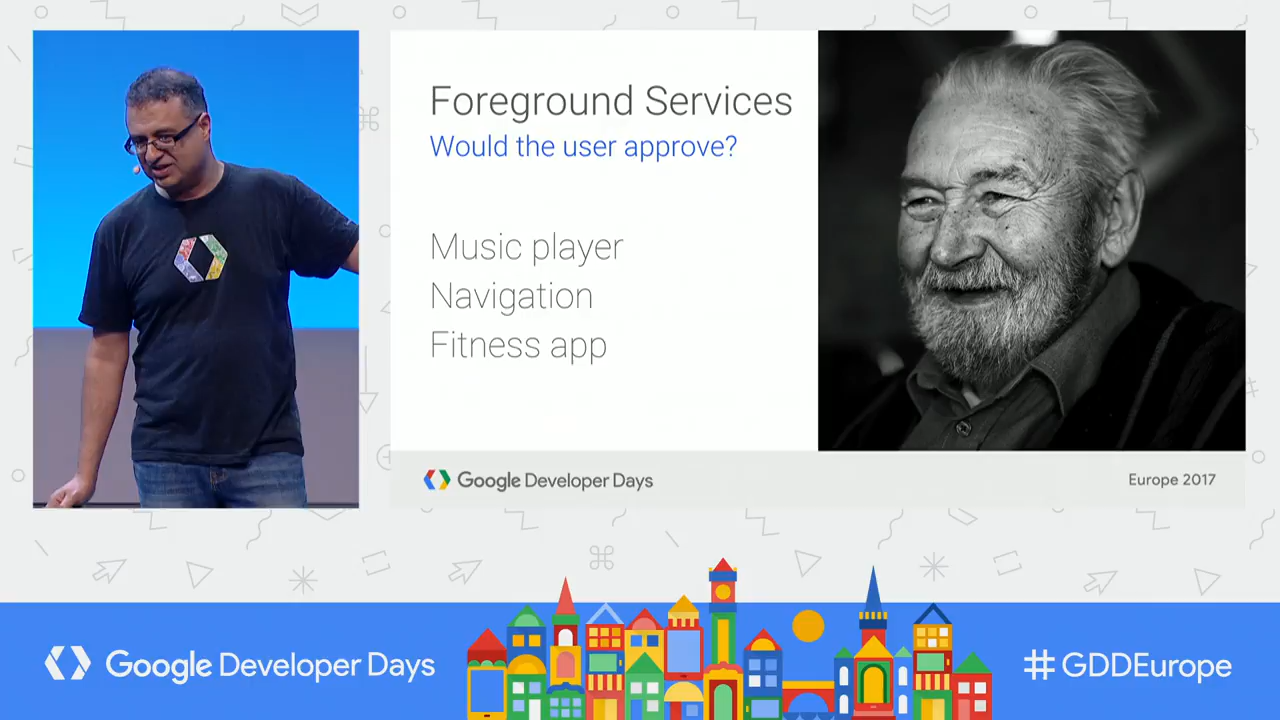 Foreground Services
Would the user approve?
Music player
Navigation
Fitness app
Google Developer Days
Europe 2017
Google Developer Days
#GDDEurope